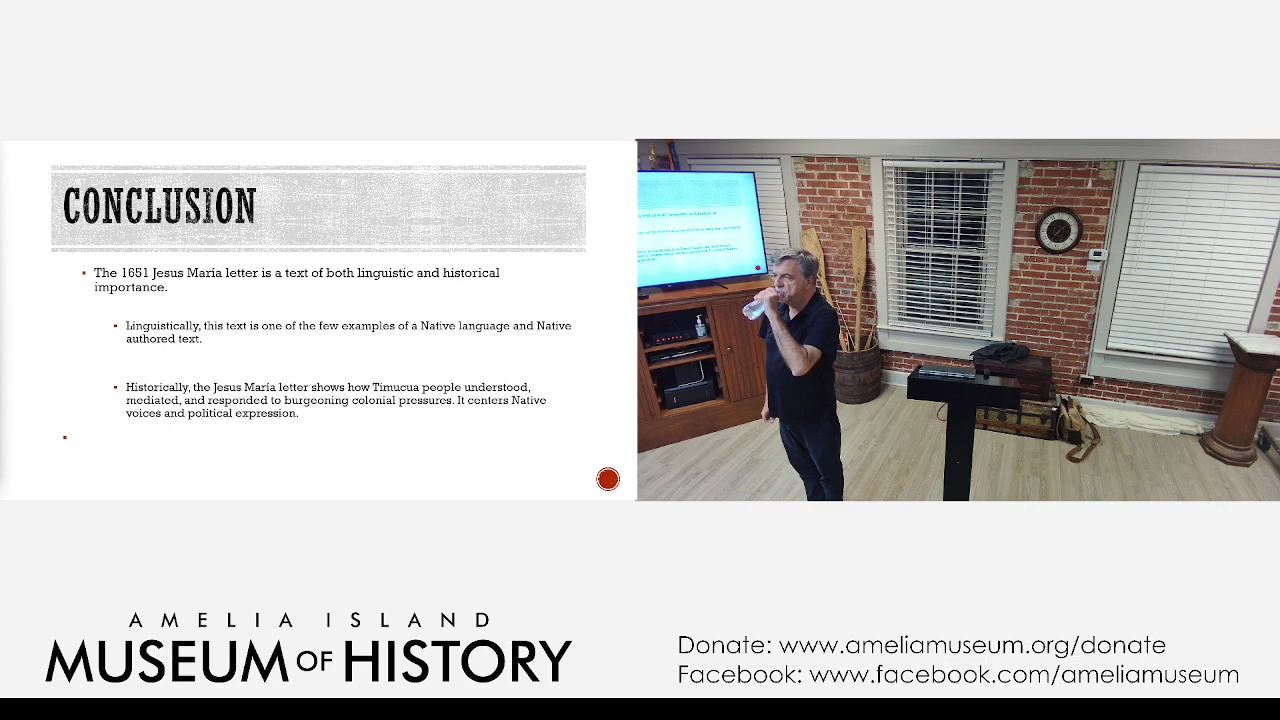 CONCLUSION
▪ The 1651 Jesus María letter is a text of both linguistic and historical
importance.
▪ Linguistically, this text is one of the few examples of a Native language and Native
authored text.
▪ Historically, the Jesus María letter shows how Timucua people understood,
mediated, and responded to burgeoning colonial pressures. It centers Native
voices and political expression.
AMELIA ISLAND
MUSEUM OF HISTORY
Donate: www.ameliamuseum.org/donate
Facebook: www.facebook.com/ameliamuseum